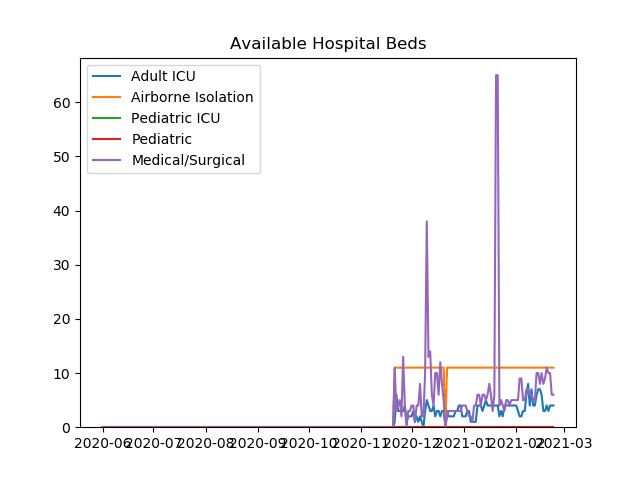 Available Hospital Beds
Adult ICU
Airborne Isolation
Pediatric ICU
Pediatric
Medical/Surgical
60
50
40
30
20
10
0
2020-06 2020-07 2020-08 2020-09 2020-10 2020-11 2020-12 2021-01 2021-02 2021-03